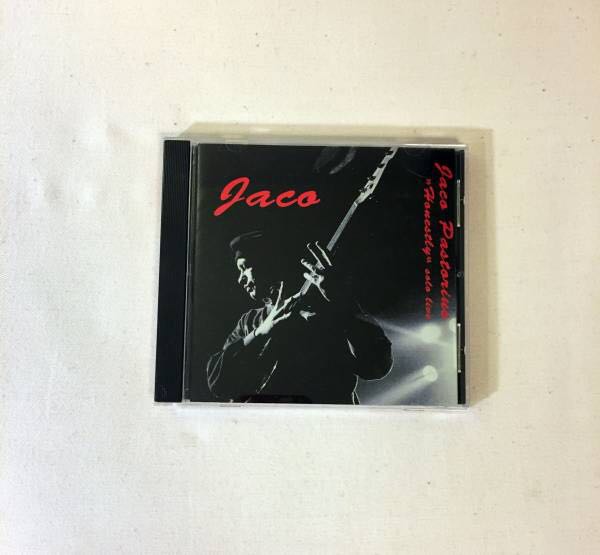 Jaco
Jaco Pastorius
"Honestly" solo live